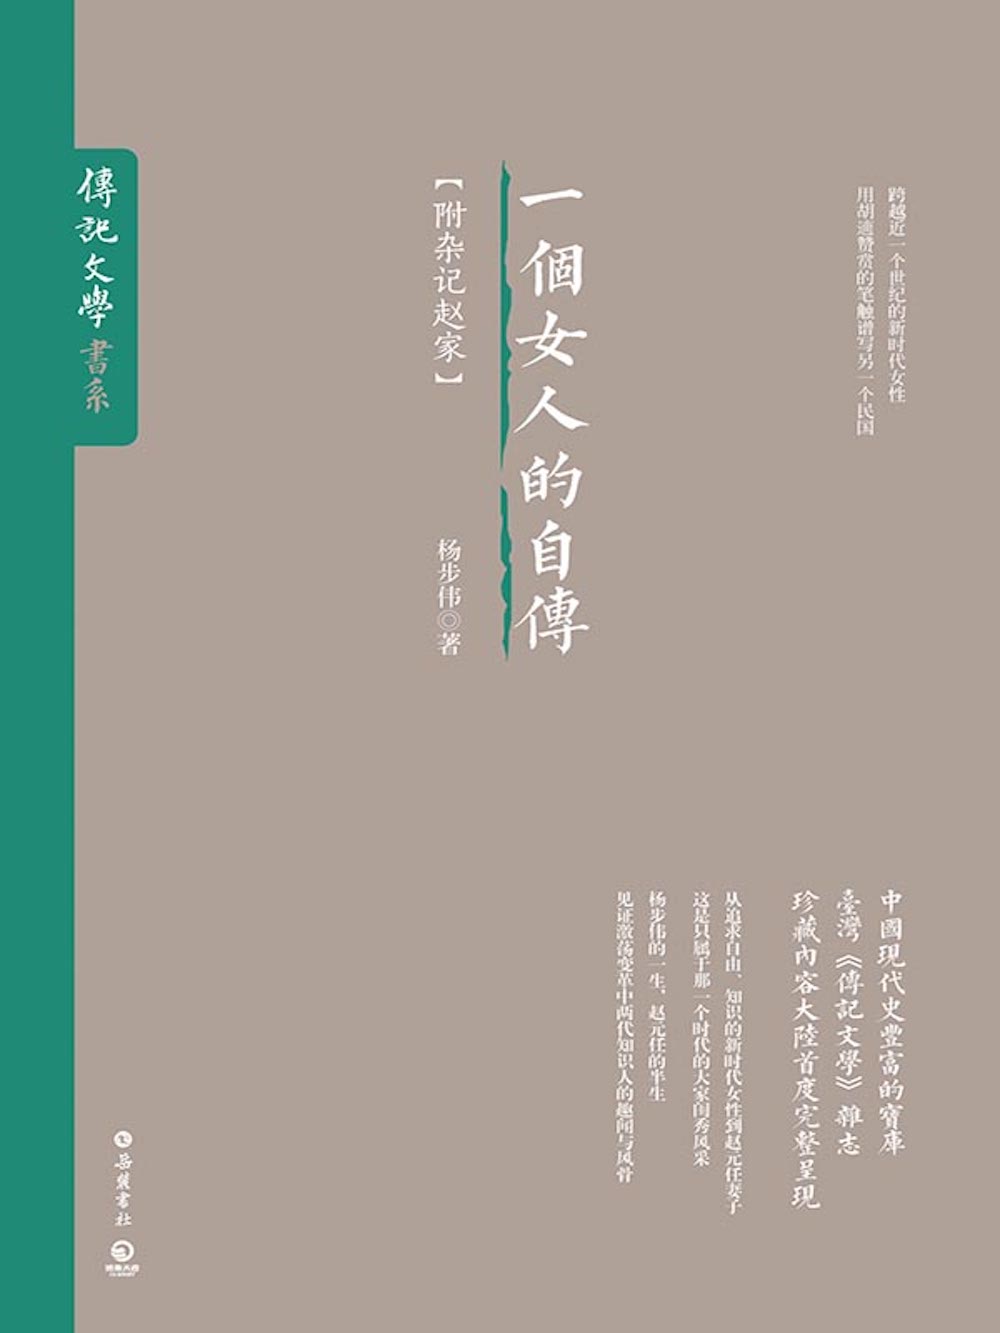 跨越近一个世纪的新时代女性
用胡適赞赏的笔触谱写另一个民国
一個女人的自傳
【附杂记赵家】
杨步伟◎著
傳記文學書系
中國現代史豐富的寶庫
臺灣《傳記文學》雜志
珍藏內容大陸首度完整呈現
从追求自由、知识的新时代女性到赵元任妻子
这是只属于那一个时代的大家闺秀风采
杨步伟的一生，赵元任的半生
见证激荡变革中两代知识人的趣闻与风骨
岳麓書社